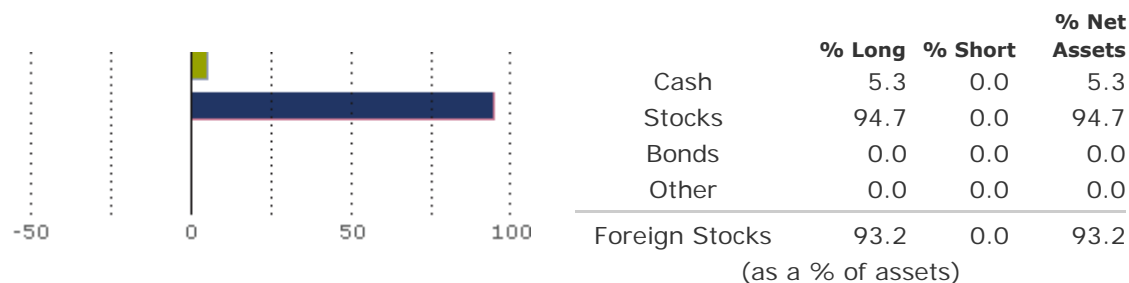 -50 0 50 100
% Net
% Long % Short Assets
Cash 5.3 0.0 5.3
Stocks 94.7 0.0 94.7
Bonds 0.0 0.0 0.0
Other 0.0 0.0 0.0
Foreign Stocks 93.2 0.0 93.2
(as a % of assets)